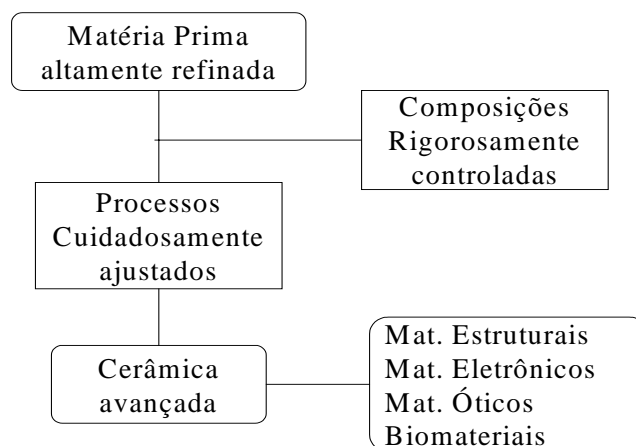 Matéria Prima
altamente refinada
Composições
Rigorosamente
controladas
Processos
Cuidadosamente
ajustados
Cerâmica
avançada
Mat. Estruturais
Mat. Eletrônicos
Mat. Óticos
Biomateriais